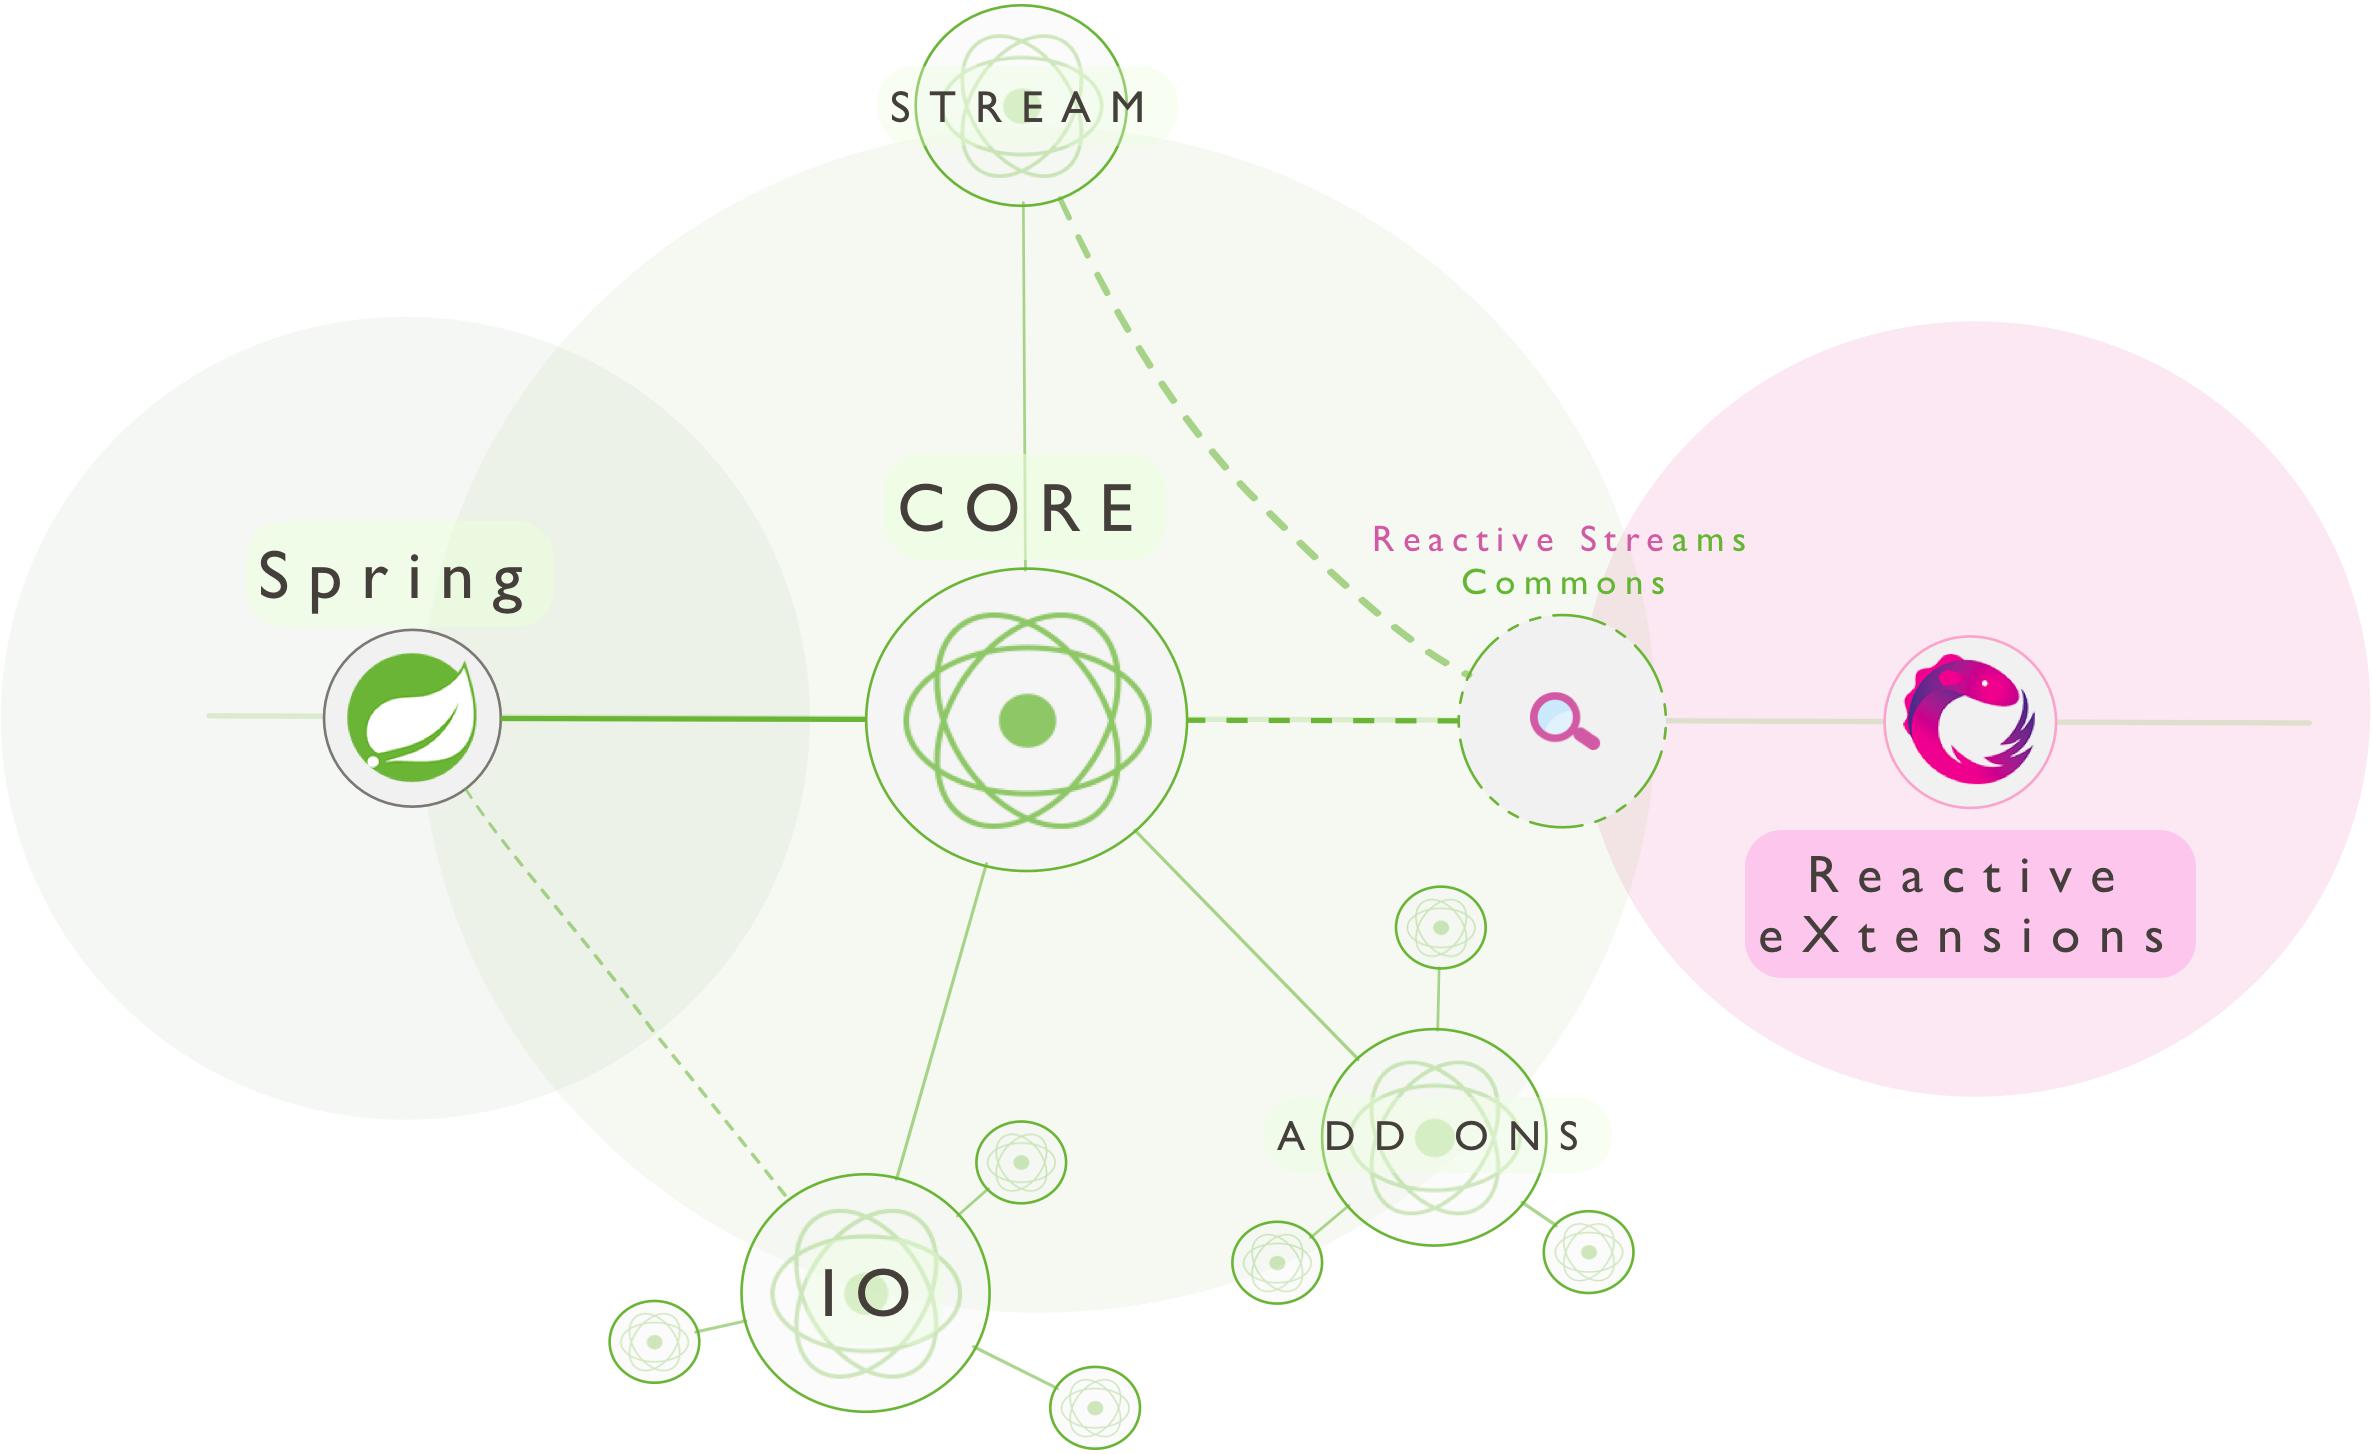 STREAM
CORE
Reactive Streams
Commons
Spring
Reactive
eXtensions
ADD ONS
IO